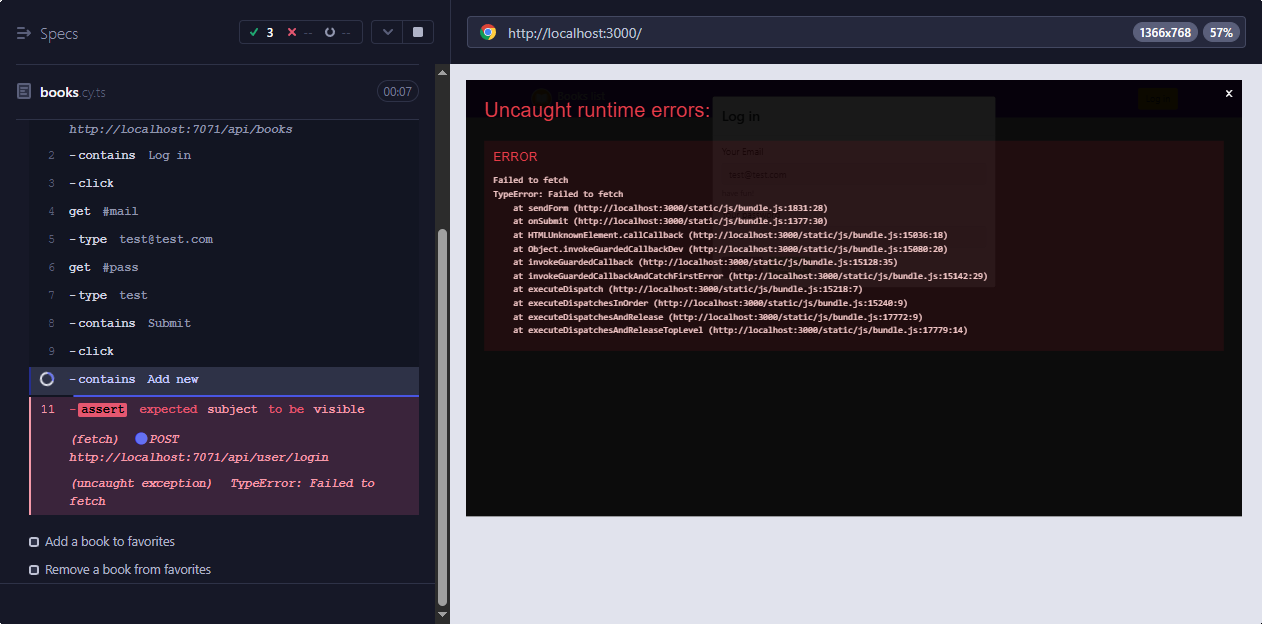 Specs
3 -- --
books.cy.ts
00:07
http://localhost:7071/api/books
2 -contains Log in
3 -click
4 get #mail
5 -type test@test.com
6 get #pass
7 -type test
8 -contains Submit
9 -click
-contains Add new
11 -assert expected subject to be visible
(fetch) POST
http://localhost:7071/api/user/login
(uncaught exception) TypeError: Failed to
fetch
Add a book to favorites
Remove a book from favorites
http://localhost:3000/
1366x768
57%
Uncaught runtime errors:
x
Log in
ERROR
Your Email
Failed to fetch
test@test.com
TypeError: Failed to fetch
at sendForm (http://localhost:3000/static/js/bundle.js:1831:28)
at onSubmit (http://localhost:3000/static/js/bundle.js:1377:30)
at HTMLUnknownElement.callCallback (http://localhost:3000/static/js/bundle.js:15036:18)
at Object.invokeGuardedCallbackDev (http://localhost:3000/static/js/bundle.js:15080:20)
at invokeGuardedCallback (http://localhost:3000/static/js/bundle.js:15128:35)
at invokeGuardedCallbackAndCatchFirstError (http://localhost:3000/static/js/bundle.js:15142:29)
at executeDispatch (http://localhost:3000/static/js/bundle.js:15218:7)
at executeDispatchesInOrder (http://localhost:3000/static/js/bundle.js:15240:9)
at executeDispatchesAndRelease (http://localhost:3000/static/js/bundle.js:17772:9)
at executeDispatchesAndReleaseTopLevel (http://localhost:3000/static/js/bundle.js:17779:14)